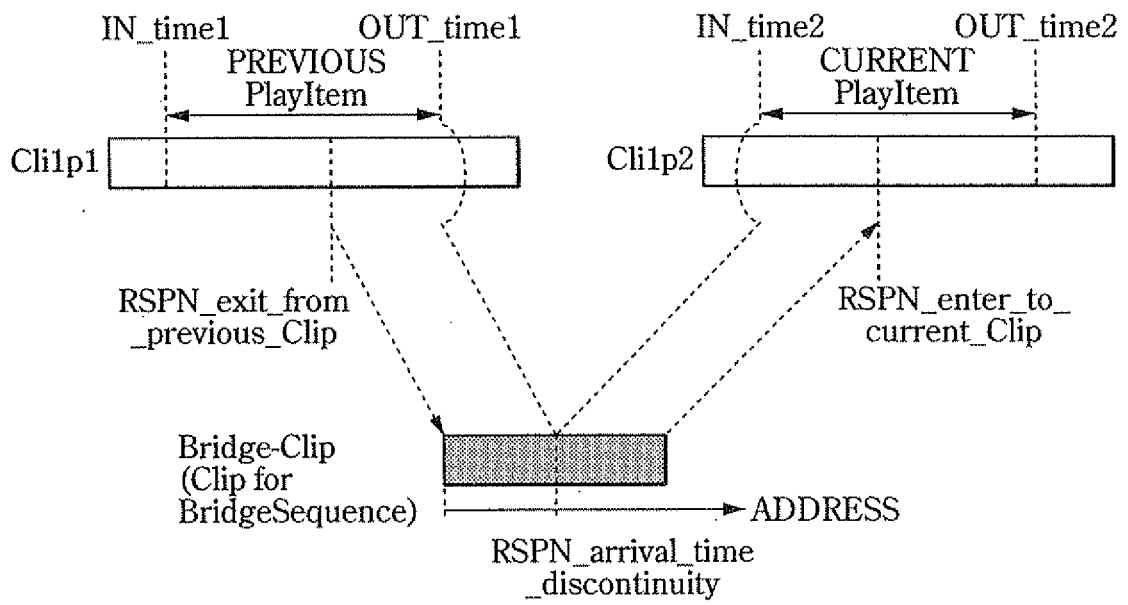 IN_time1
OUT_time1
IN_time2
OUT_time2
PREVIOUS
PlayItem
CURRENT
PlayItem
Cli1p1
Cli1p2
RSPN_exit_from
_previous_Clip
RSPN_enter_to_
current_Clip
Bridge-Clip
(Clip for
BridgeSequence)
ADDRESS
RSPN_arrival_time
_discontinuity